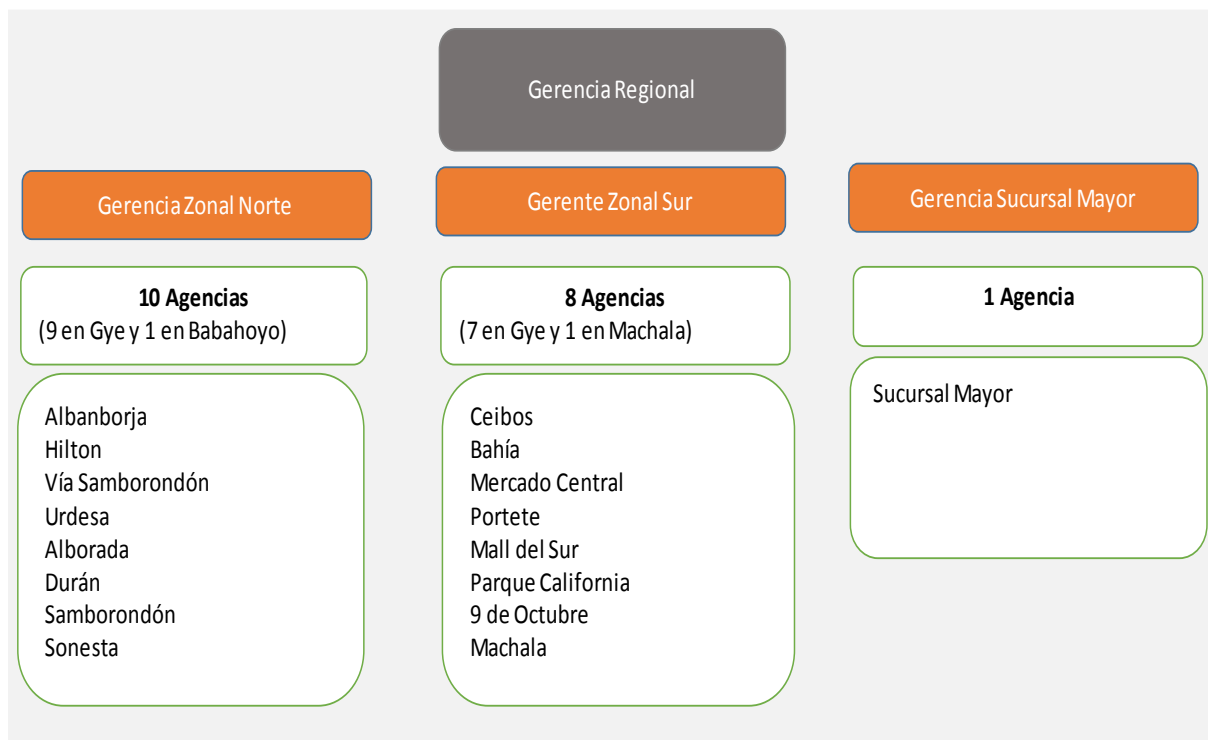 Gerencia Regional
Gerencia Zonal Norte
Gerente Zonal Sur
Gerencia Sucursal Mayor
10 Agencias
(9 en Gye y 1 en Babahoyo)
8 Agencias
(7 en Gye y 1 en Machala)
1 Agencia
Albanborja
Hilton
Vía Samborondón
Urdesa
Alborada
Durán
Samborondón
Sonesta
Ceibos
Bahía
Mercado Central
Portete
Mall del Sur
Parque California
9 de Octubre
Machala
Sucursal Mayor